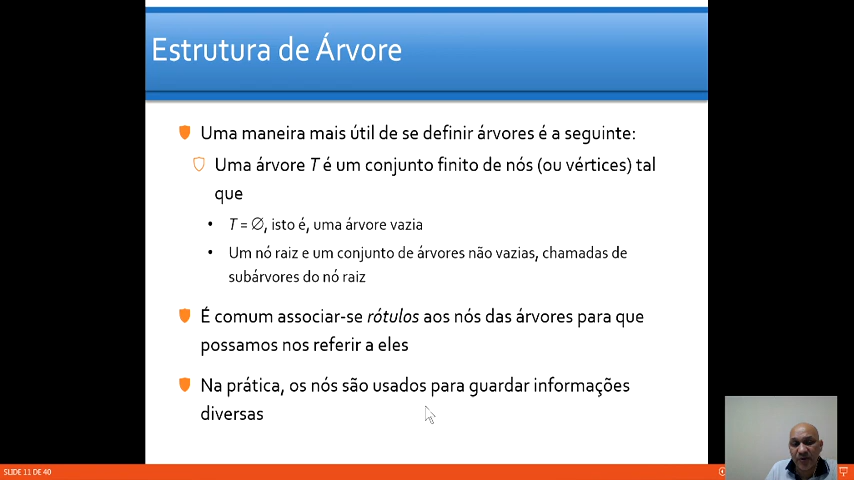 Estrutura de Árvore
Uma maneira mais útil de se definir árvores é a seguinte:
Uma árvore T é um conjunto finito de nós (ou vértices) tal
que
T = ∅, isto é, uma árvore vazia
Um nó raiz e um conjunto de árvores não vazias, chamadas de
subárvores do nó raiz
É comum associar-se rótulos aos nós das árvores para que
possamos nos referir a eles
Na prática, os nós são usados para guardar informações
diversas
SLIDE 11 DE 40